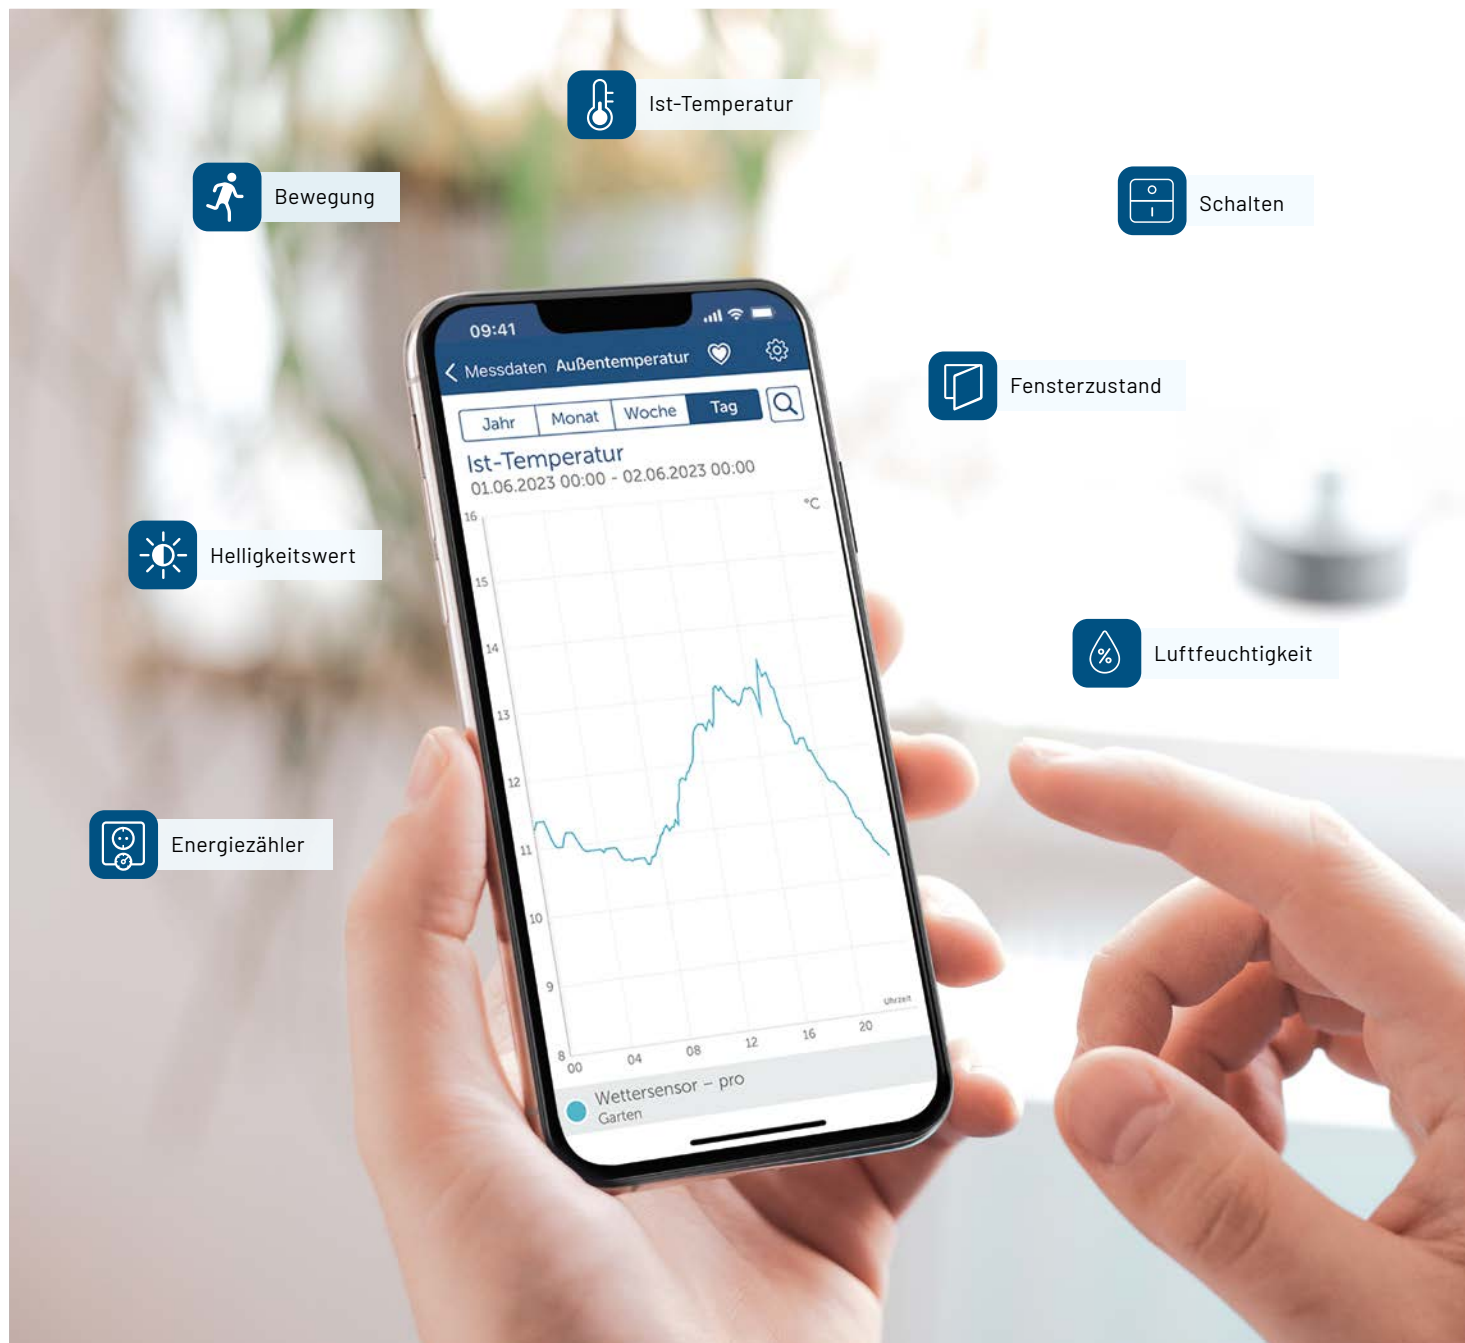 Ist-Temperatur
Bewegung
Schalten
Fensterzustand
Helligkeitswert
Luftfeuchtigkeit
Energiezähler
09:41
Messdaten Außentemperatur
Jahr Monat Woche Tag
Ist-Temperatur
01.06.2023 00:00 - 02.06.2023 00:00
°C
16
15
14
13
12
11
10
9
8
00 04 08 12 16 20
Uhrzeit
Wettersensor – pro
Garten
%